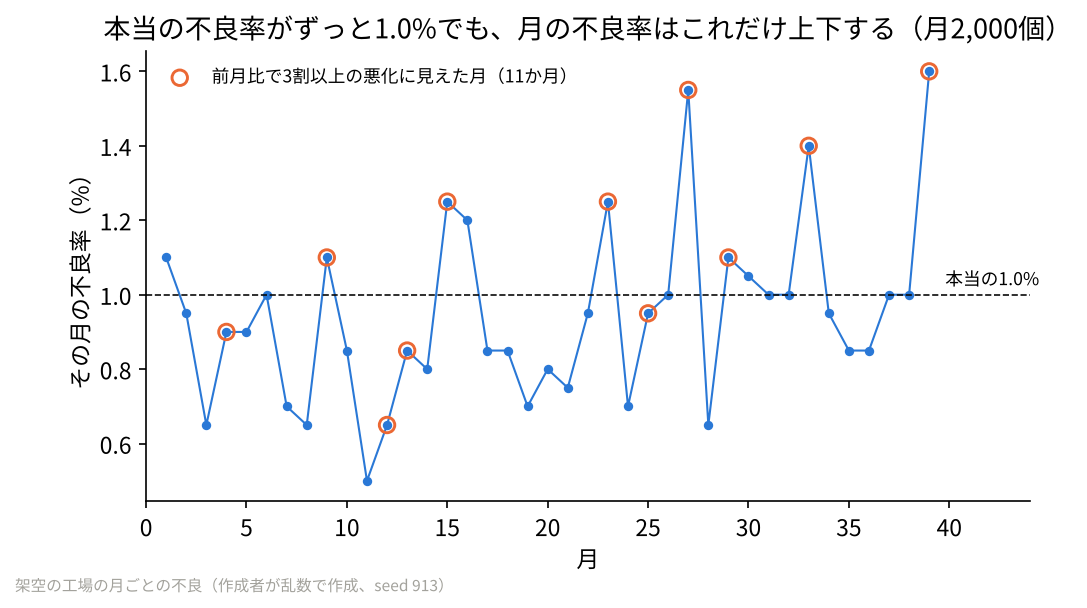 本当の不良率がずっと1.0%でも、月の不良率はこれだけ上下する（月2,000個）
前月比で3割以上の悪化に見えた月（11か月）
その月の不良率（%）
1.6
1.4
1.2
1.0
0.8
0.6
本当の1.0%
0 5 10 15 20 25 30 35 40
月
架空の工場の月ごとの不良（作成者が乱数で作成、seed 913）